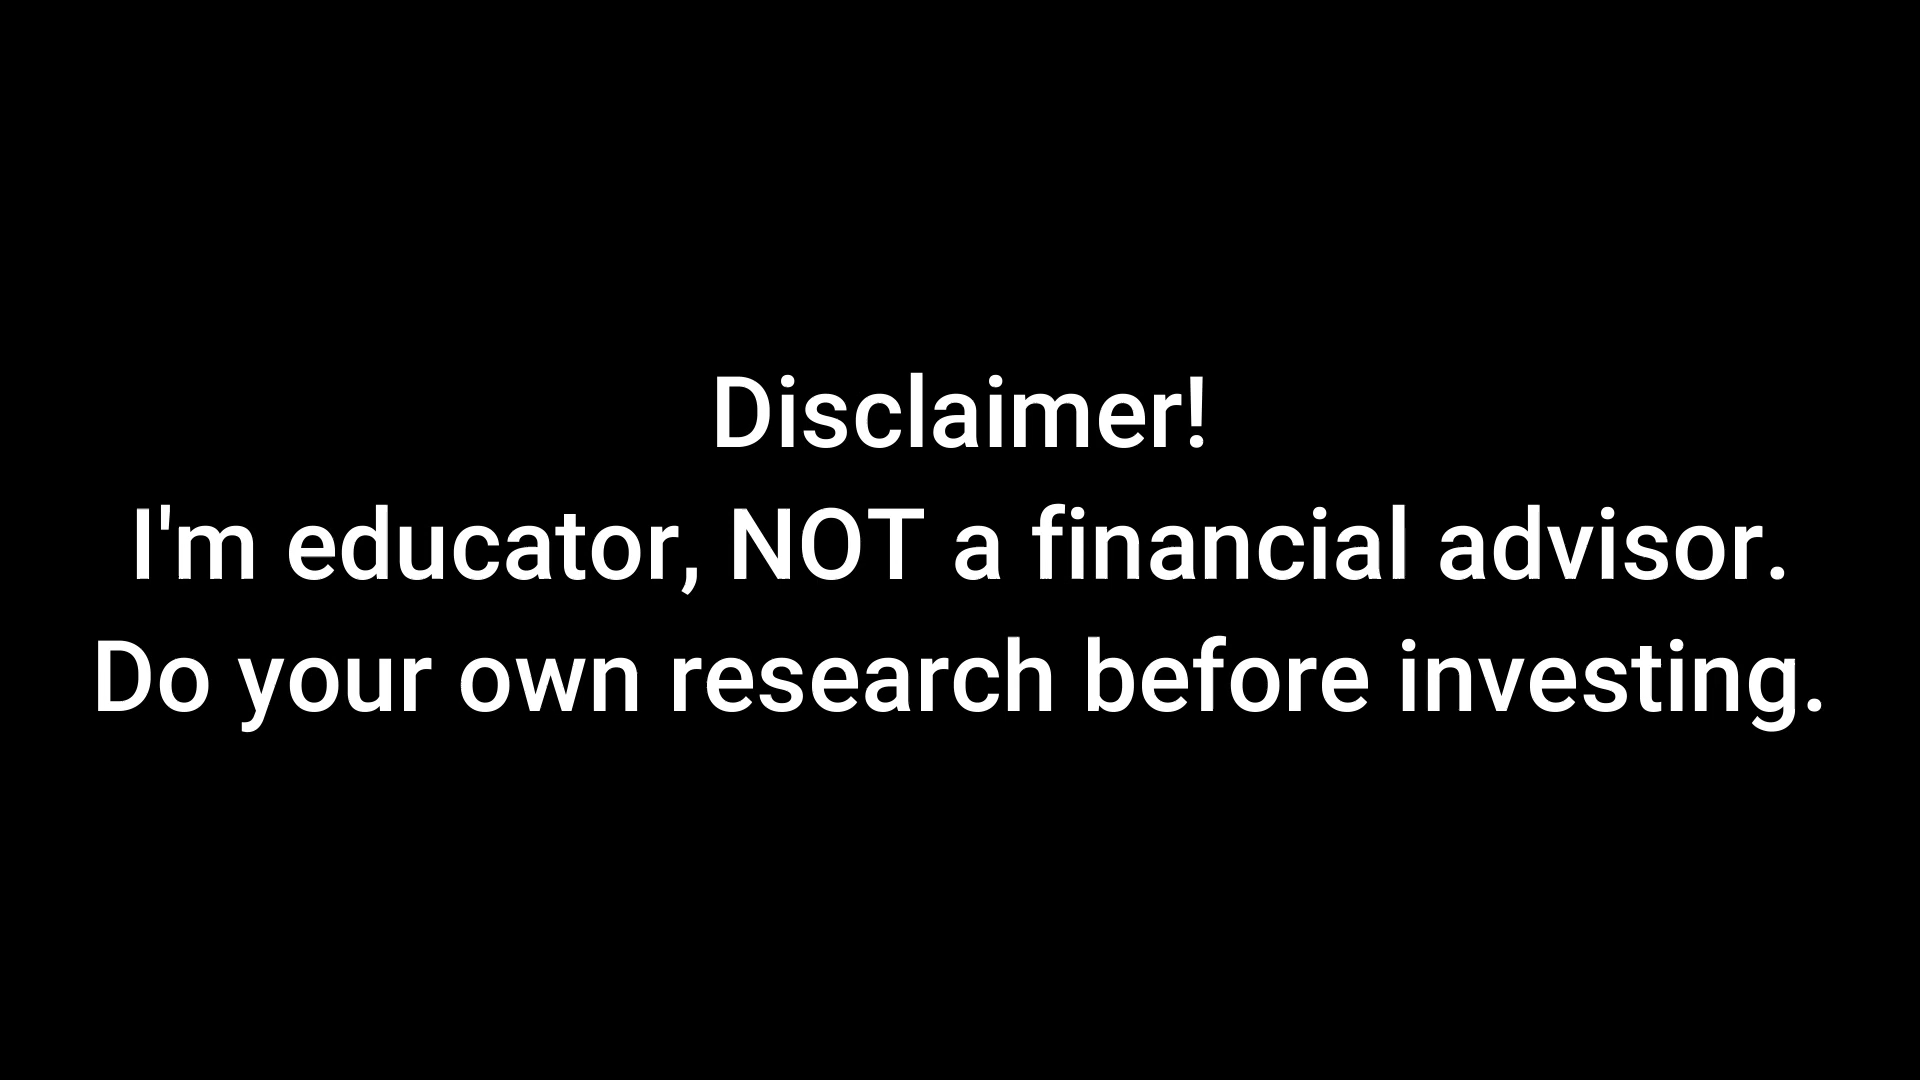 Disclaimer!
I'm educator, NOT a financial advisor.
Do your own research before investing.